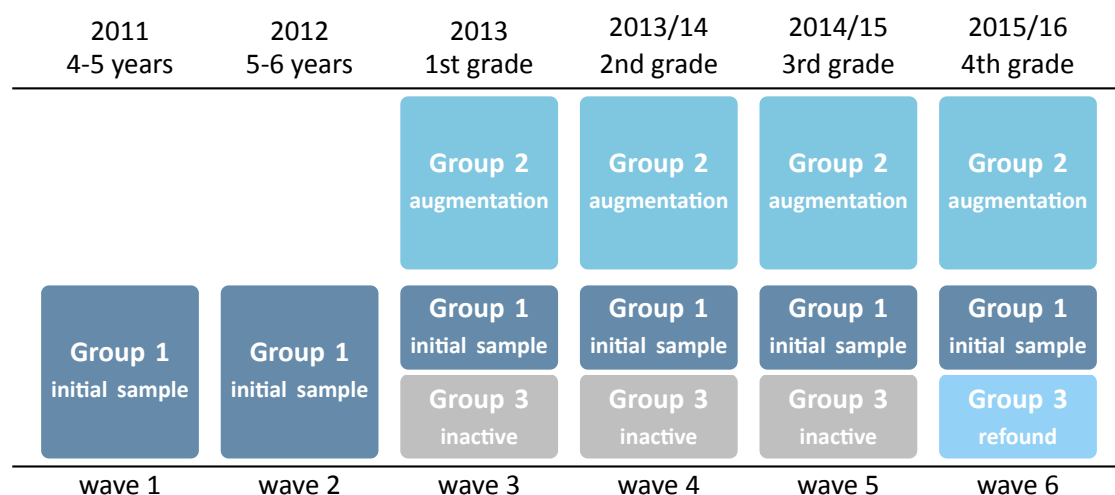 2011 2012 2013 2013/14 2014/15 2015/16
4-5 years 5-6 years 1st grade 2nd grade 3rd grade 4th grade
Group 2 Group 2 Group 2 Group 2
augmentation augmentation augmentation augmentation
Group 1 Group 1 Group 1 Group 1
initial sample initial sample initial sample initial sample
Group 1 Group 1
initial sample initial sample
Group 3 Group 3 Group 3 Group 3
inactive inactive inactive refound
wave 1 wave 2 wave 3 wave 4 wave 5 wave 6